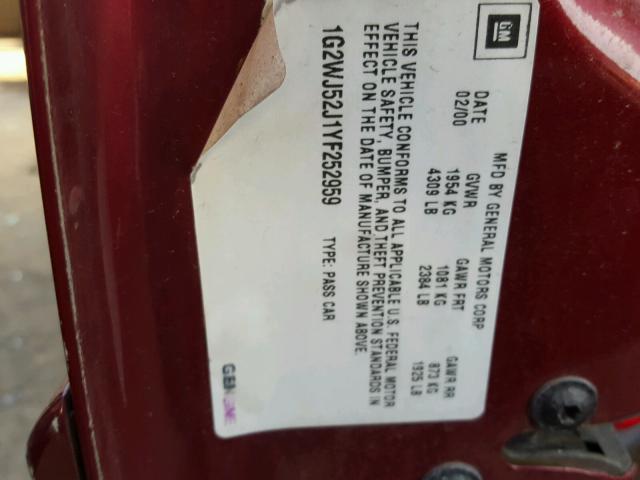 GM
MFD BY GENERAL MOTORS CORP
DATE GVWR GAWR FRT GAWR RR
02/00 1954 KG 1081 KG 873 KG
4309 LB 2384 LB 1925 LB
THIS VEHICLE CONFORMS TO ALL APPLICABLE U.S. FEDERAL MOTOR
VEHICLE SAFETY, BUMPER, AND THEFT PREVENTION STANDARDS IN
EFFECT ON THE DATE OF MANUFACTURE SHOWN ABOVE.
1G2WJ52J1YF252959 TYPE: PASS CAR